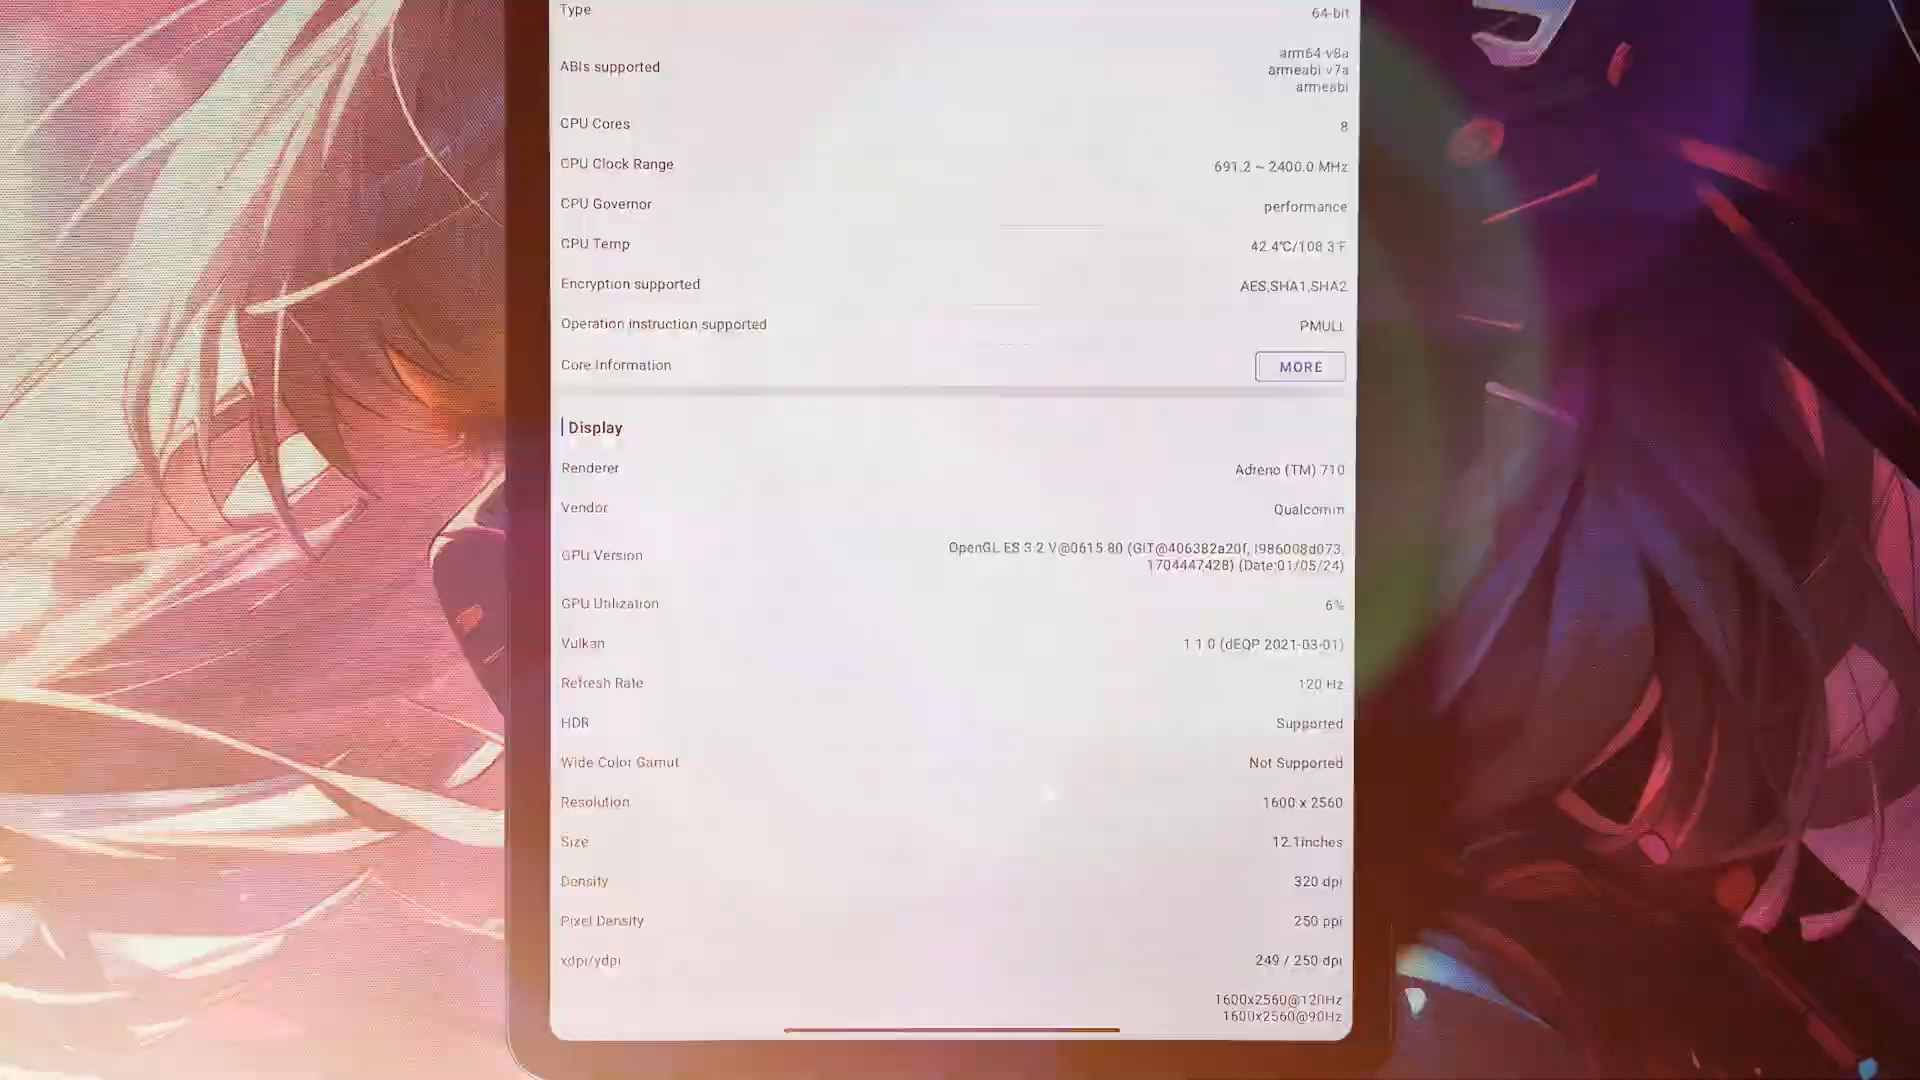 Type 64-bit
ABIs supported arm64-v8a
armeabi-v7a
armeabi
CPU Cores 8
CPU Clock Range 691.2 ~ 2400.0 MHz
CPU Governor performance
CPU Temp 42.4℃/108.3℉
Encryption supported AES,SHA1,SHA2
Operation instruction supported PMULL
Core Information MORE
Display
Renderer Adreno (TM) 710
Vendor Qualcomm
GPU Version OpenGL ES 3.2 V@0615.80 (GIT@406382a20f, I986008d073,
1704447428) (Date:01/05/24)
GPU Utilization 6%
Vulkan 1.1.0 (dEQP 2021-03-01)
Refresh Rate 120 Hz
HDR Supported
Wide Color Gamut Not Supported
Resolution 1600 x 2560
Size 12.1inches
Density 320 dpi
Pixel Density 250 ppi
xdpi/ydpi 249 / 250 dpi
1600x2560@120Hz
1600x2560@90Hz